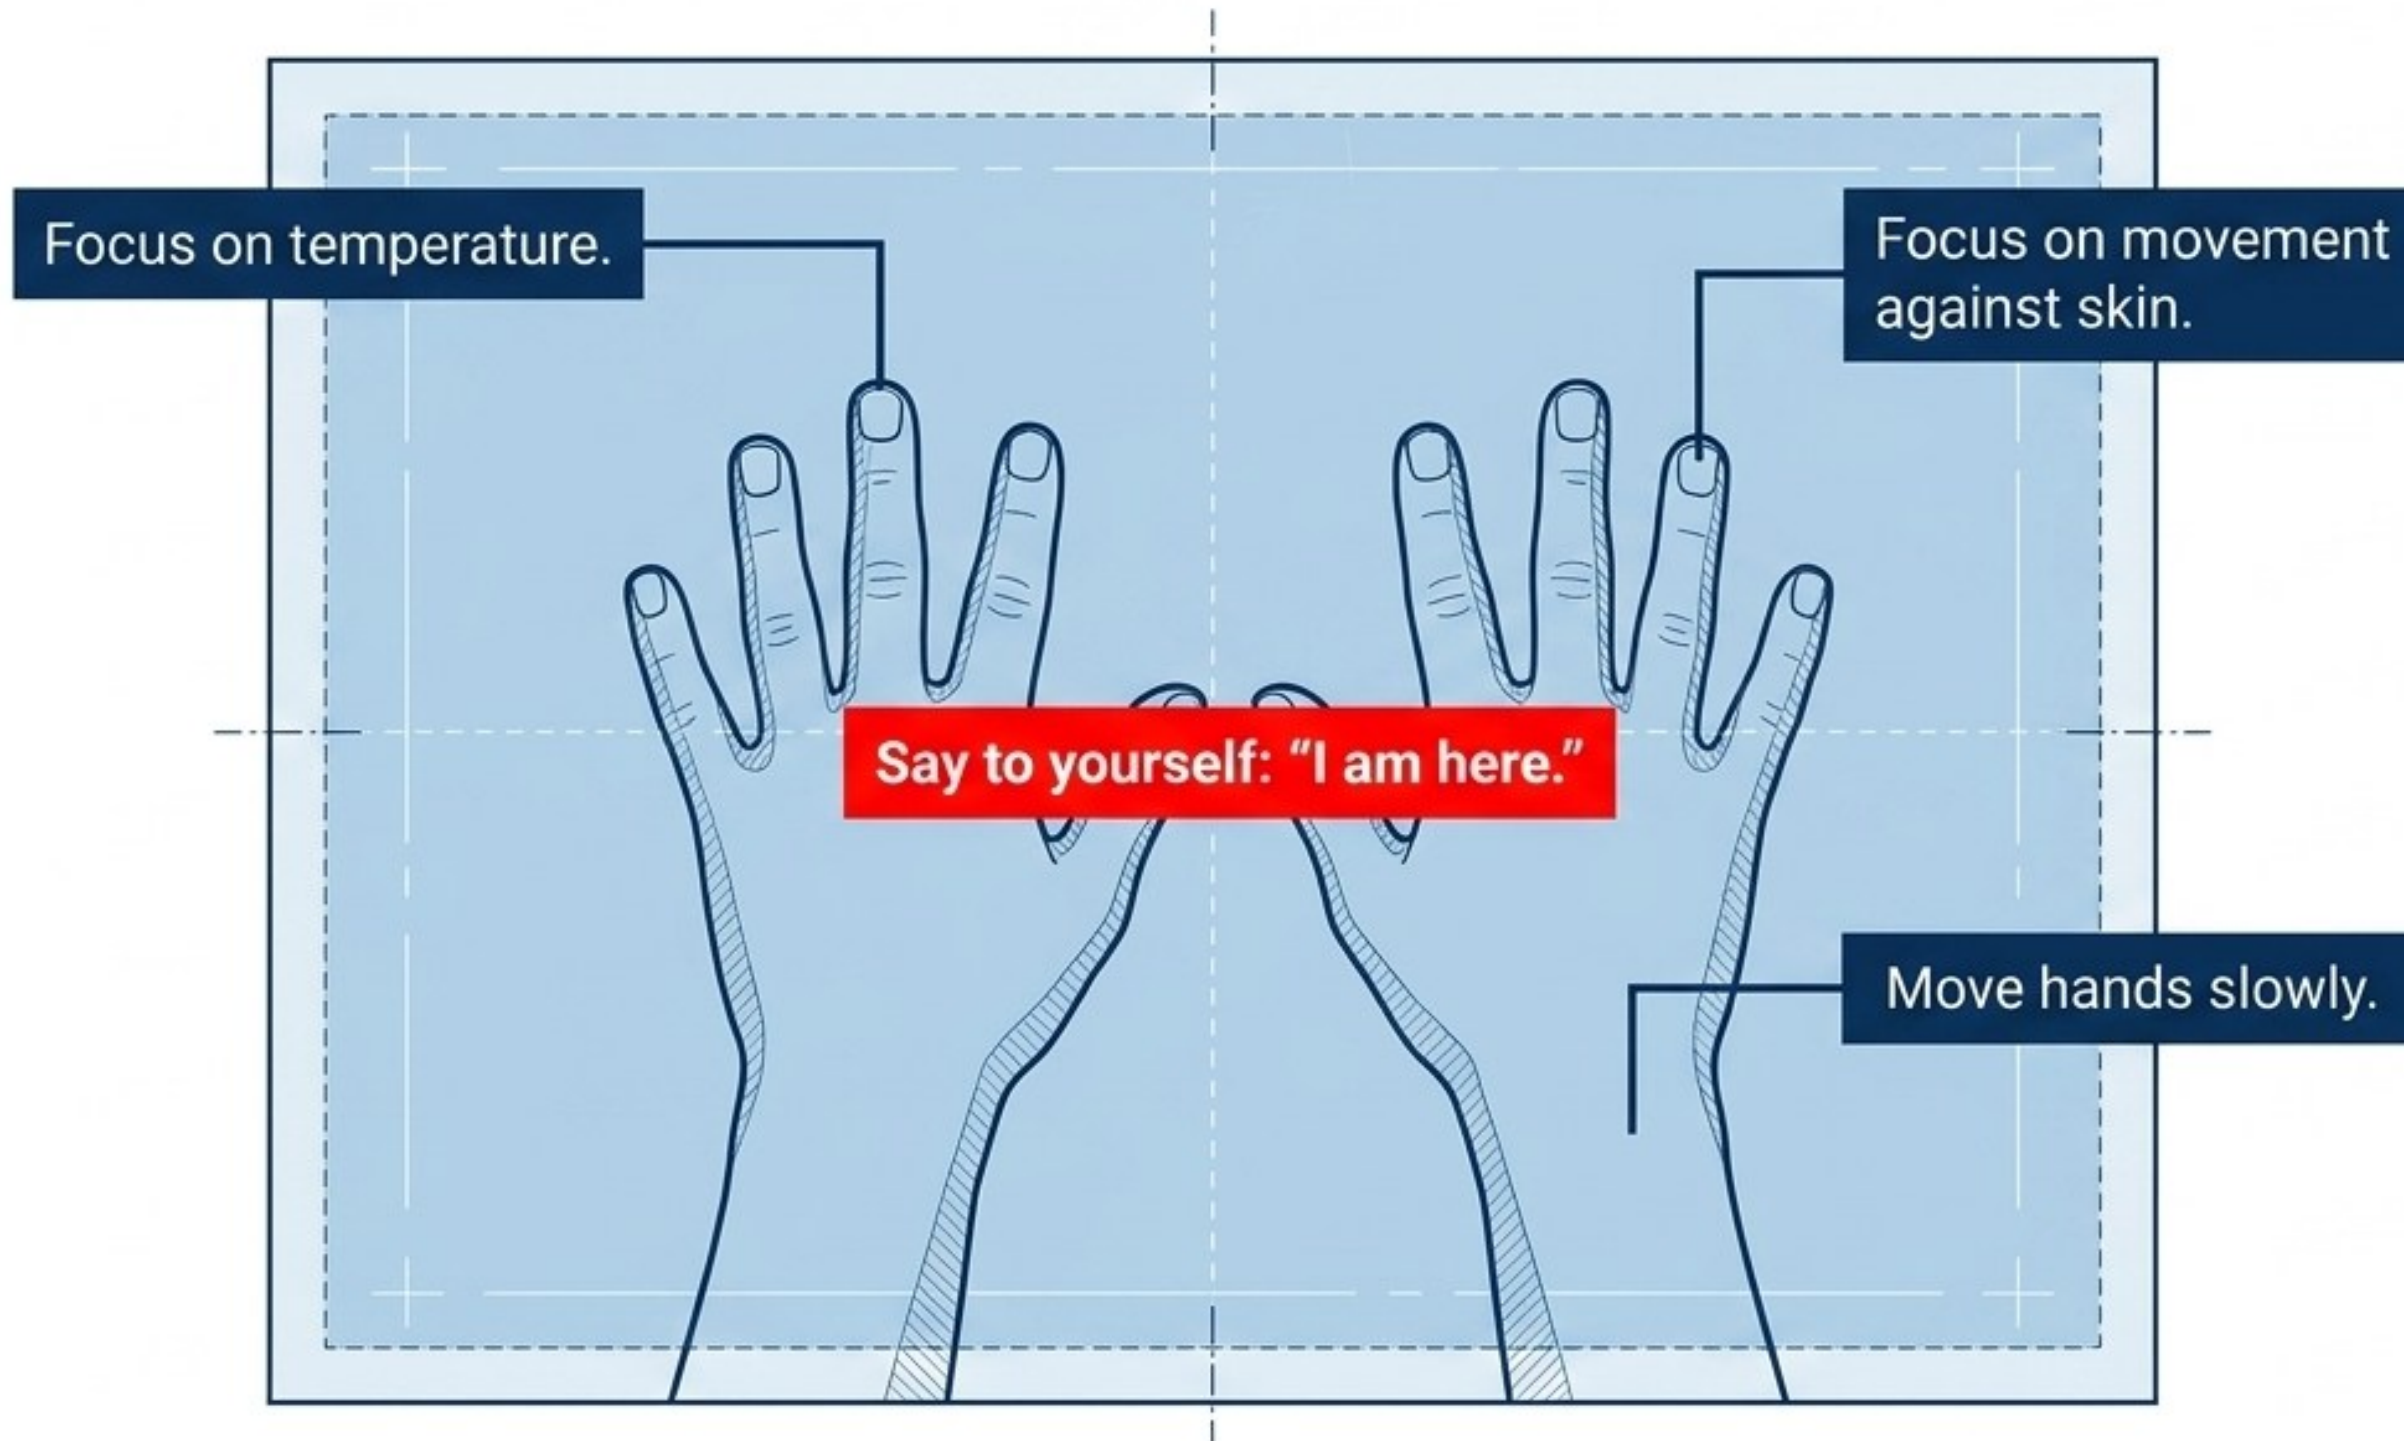 Focus on temperature.
Focus on movement
against skin.
Say to yourself: “I am here.”
Move hands slowly.